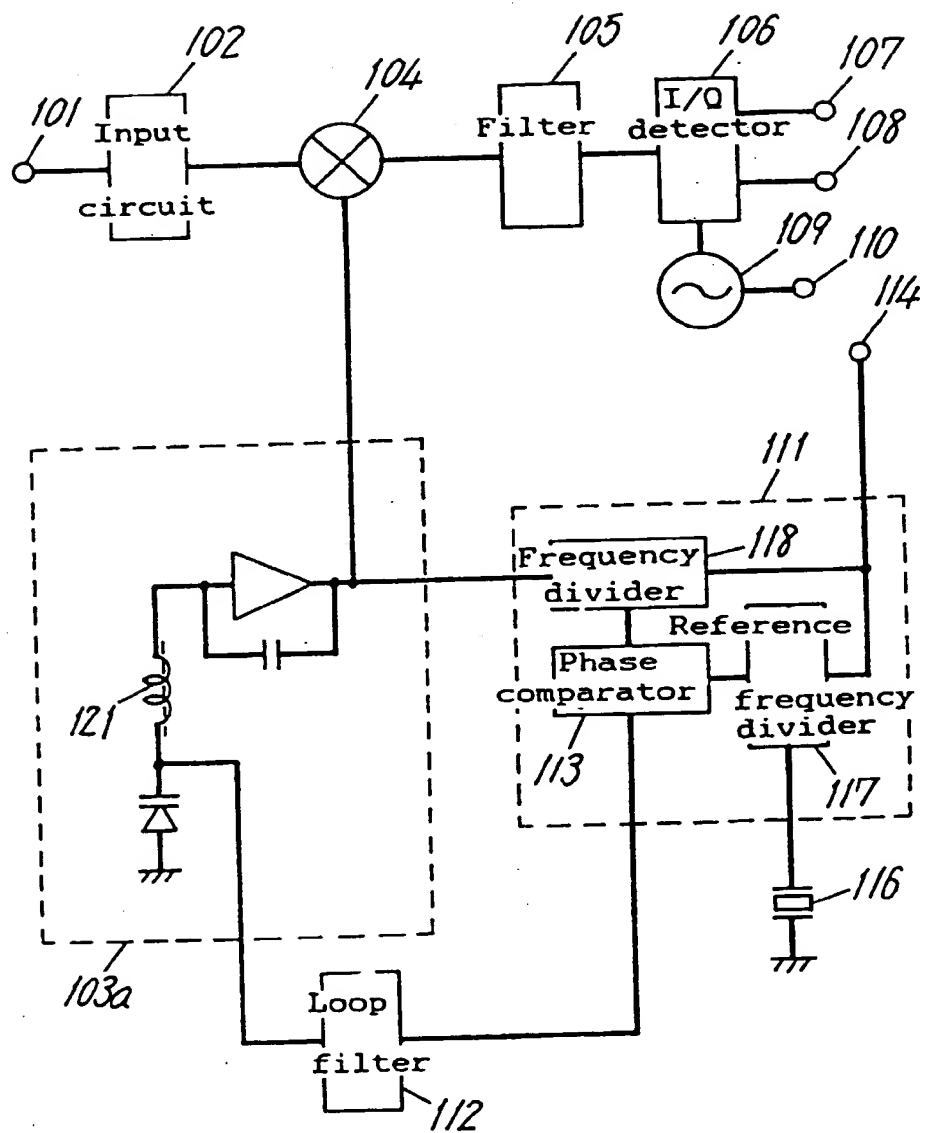 102
105
106
107
104
101
Input
circuit
Filter
I/Q
detector
108
109
110
114
111
118
Frequency
divider
Reference
Phase
comparator
frequency
divider
121
113
117
116
103a
Loop
filter
112